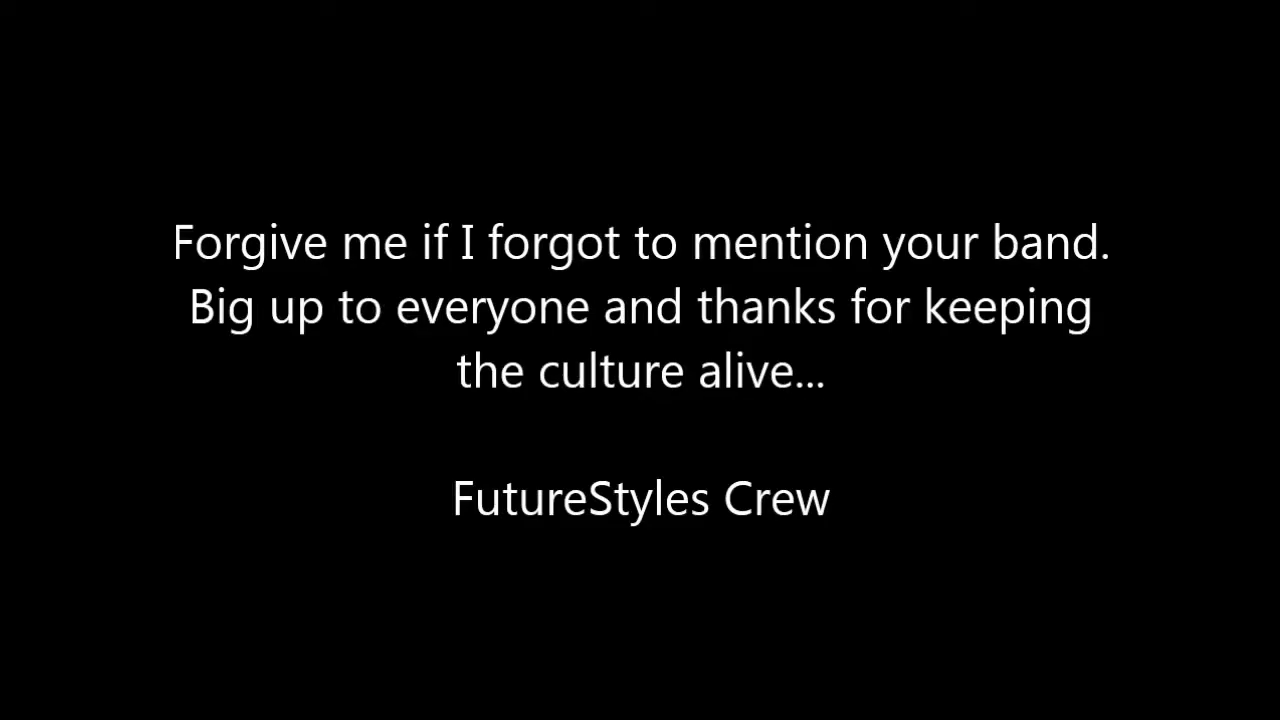 Forgive me if I forgot to mention your band.
Big up to everyone and thanks for keeping
the culture alive...
FutureStyles Crew